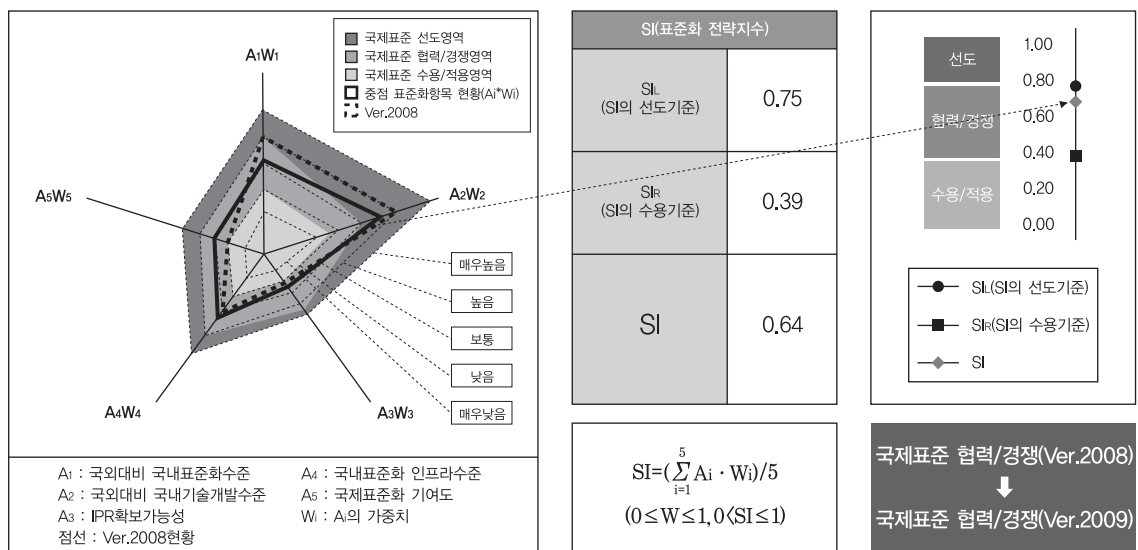 국제표준 선도영역
국제표준 협력/경쟁영역
국제표준 수용/적용영역
중점 표준화항목 현황(Ai*Wi)
Ver.2008
A1W1
A2W2
A5W5
A4W4
A3W3
매우높음
높음
보통
낮음
매우낮음
A1 : 국외대비 국내표준화수준
A2 : 국외대비 국내기술개발수준
A3 : IPR확보가능성
점선 : Ver.2008현황
A4 : 국내표준화 인프라수준
A5 : 국제표준화 기여도
Wi : Ai의 가중치
SI(표준화 전략지수)
SIL
(SI의 선도기준)
0.75
SIR
(SI의 수용기준)
0.39
SI
0.64
SI=(∑Ai · Wi)/5
5
i=1
(0≤W≤1, 0<SI≤1)
선도
협력/경쟁
수용/적용
1.00
0.80
0.60
0.40
0.20
0.00
SIL(SI의 선도기준)
SIR(SI의 수용기준)
SI
국제표준 협력/경쟁(Ver.2008)
국제표준 협력/경쟁(Ver.2009)